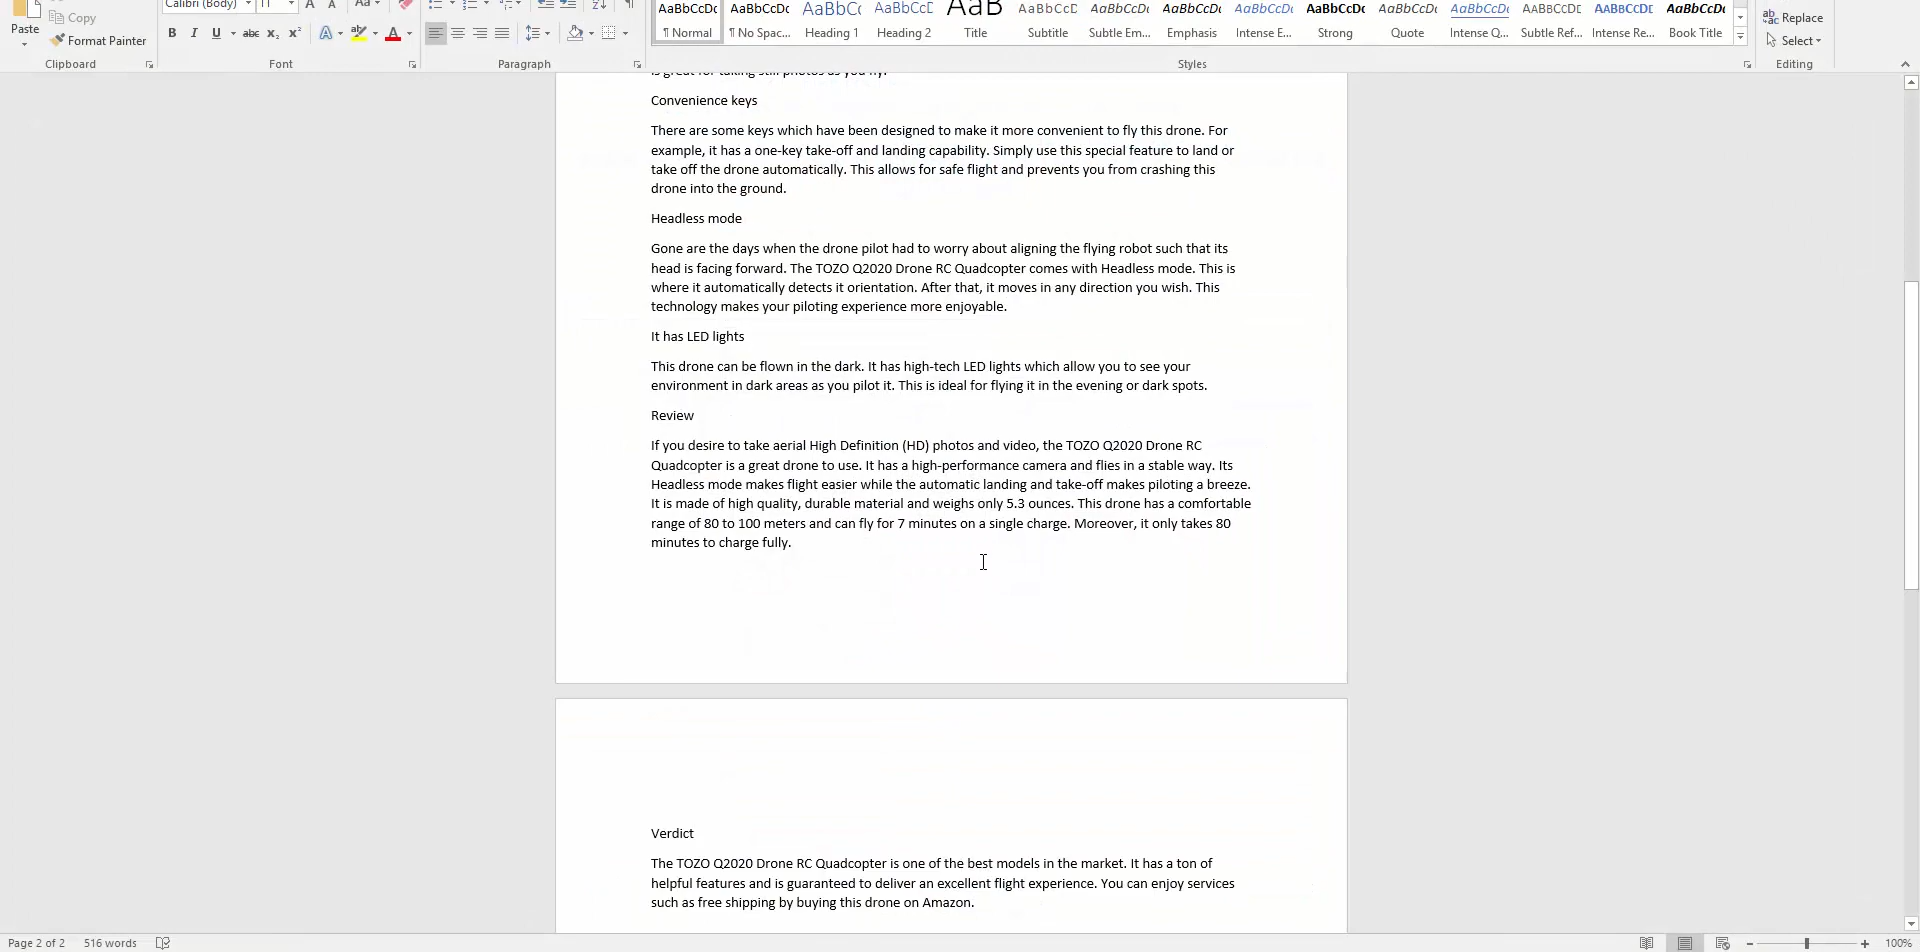 Calibri (Body) 11 A A Aa AaBbCcDc AaBbCcDc AaBbCc AaBbCcD AaB AaBbCcD AaBbCcDc AaBbCcDc AaBbCcDc AaBbCcDc AaBbCcDc AaBbCcDc AABBCCDE AABBCCDE AaBbCcDc
Copy
Replace
Paste
Format Painter
B I U abc x₂ x² A A
¶ Normal ¶ No Spac... Heading 1 Heading 2 Title Subtitle Subtle Em... Emphasis Intense E... Strong Quote Intense Q... Subtle Ref... Intense Re... Book Title
Select
Clipboard Font Paragraph Styles Editing
is great for taking still photos as you fly.
Convenience keys
There are some keys which have been designed to make it more convenient to fly this drone. For
example, it has a one-key take-off and landing capability. Simply use this special feature to land or
take off the drone automatically. This allows for safe flight and prevents you from crashing this
drone into the ground.
Headless mode
Gone are the days when the drone pilot had to worry about aligning the flying robot such that its
head is facing forward. The TOZO Q2020 Drone RC Quadcopter comes with Headless mode. This is
where it automatically detects it orientation. After that, it moves in any direction you wish. This
technology makes your piloting experience more enjoyable.
It has LED lights
This drone can be flown in the dark. It has high-tech LED lights which allow you to see your
environment in dark areas as you pilot it. This is ideal for flying it in the evening or dark spots.
Review
If you desire to take aerial High Definition (HD) photos and video, the TOZO Q2020 Drone RC
Quadcopter is a great drone to use. It has a high-performance camera and flies in a stable way. Its
Headless mode makes flight easier while the automatic landing and take-off makes piloting a breeze.
It is made of high quality, durable material and weighs only 5.3 ounces. This drone has a comfortable
range of 80 to 100 meters and can fly for 7 minutes on a single charge. Moreover, it only takes 80
minutes to charge fully.
Verdict
The TOZO Q2020 Drone RC Quadcopter is one of the best models in the market. It has a ton of
helpful features and is guaranteed to deliver an excellent flight experience. You can enjoy services
such as free shipping by buying this drone on Amazon.
Page 2 of 2 516 words 100%